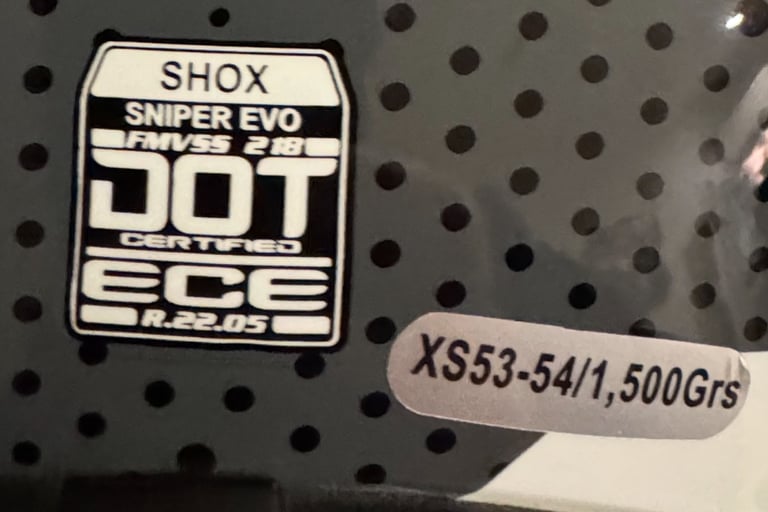 SHOX
SNIPER EVO
FMVSS 218
DOT
CERTIFIED
ECE
R.22.05
XS53-54/1,500Grs